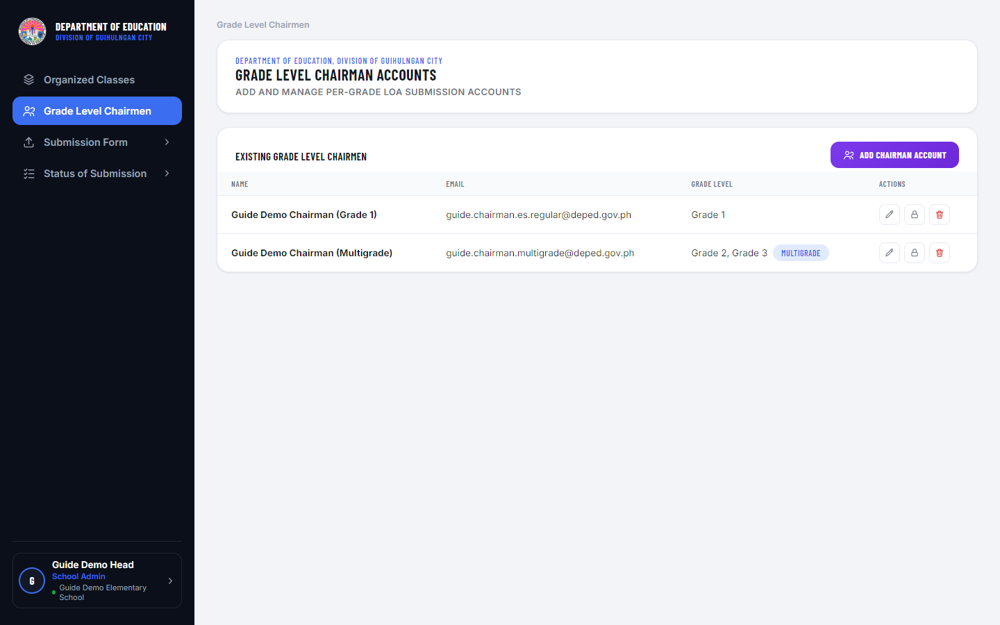 DEPARTMENT OF EDUCATION
DIVISION OF GUIHULNGAN CITY
Organized Classes
Grade Level Chairmen
Submission Form
Status of Submission
G
Guide Demo Head
School Admin
Guide Demo Elementary
School
Grade Level Chairmen
DEPARTMENT OF EDUCATION, DIVISION OF GUIHULNGAN CITY
GRADE LEVEL CHAIRMAN ACCOUNTS
ADD AND MANAGE PER-GRADE LOA SUBMISSION ACCOUNTS
EXISTING GRADE LEVEL CHAIRMEN
ADD CHAIRMAN ACCOUNT
NAME EMAIL GRADE LEVEL ACTIONS
Guide Demo Chairman (Grade 1) guide.chairman.es.regular@deped.gov.ph Grade 1
Guide Demo Chairman (Multigrade) guide.chairman.multigrade@deped.gov.ph Grade 2, Grade 3 MULTIGRADE